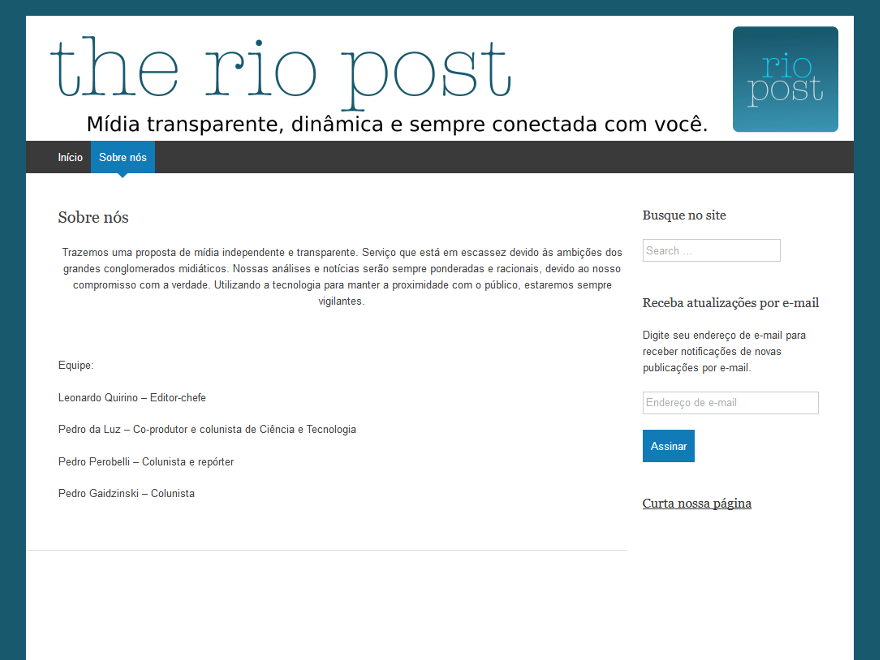 the rio post
rio
post
Mídia transparente, dinâmica e sempre conectada com você.
Início
Sobre nós
Sobre nós
Trazemos uma proposta de mídia independente e transparente. Serviço que está em escassez devido às ambições dos
grandes conglomerados midiáticos. Nossas análises e notícias serão sempre ponderadas e racionais, devido ao nosso
compromisso com a verdade. Utilizando a tecnologia para manter a proximidade com o público, estaremos sempre
vigilantes.
Equipe:
Leonardo Quirino – Editor-chefe
Pedro da Luz – Co-produtor e colunista de Ciência e Tecnologia
Pedro Perobelli – Colunista e repórter
Pedro Gaidzinski – Colunista
Busque no site
Search …
Receba atualizações por e-mail
Digite seu endereço de e-mail para
receber notificações de novas
publicações por e-mail.
Endereço de e-mail
Assinar
Curta nossa página